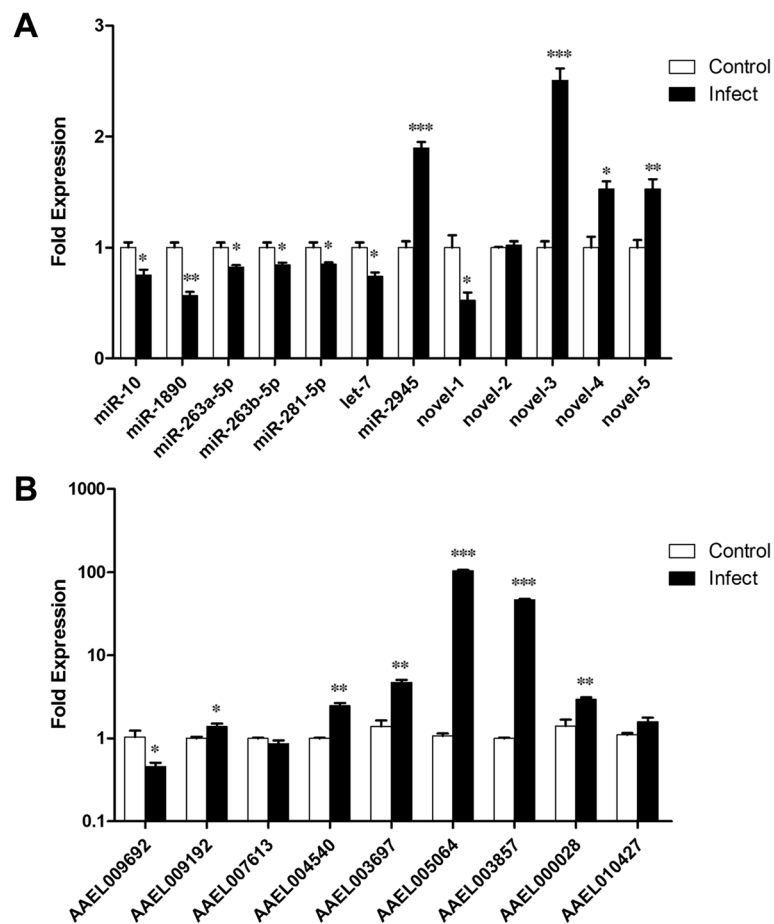 A
Fold Expression
3
2
1
0
***
***
**
*
*
*
*
*
*
**
*
Control
Infect
miR-10
miR-1890
miR-263a-5p
miR-263b-5p
miR-281-5p
let-7
miR-2945
novel-1
novel-2
novel-3
novel-4
novel-5
B
Fold Expression
1000
100
10
1
0.1
***
***
**
**
**
*
*
Control
Infect
AAEL009692
AAEL009192
AAEL007613
AAEL004540
AAEL003697
AAEL005064
AAEL003857
AAEL000028
AAEL010427